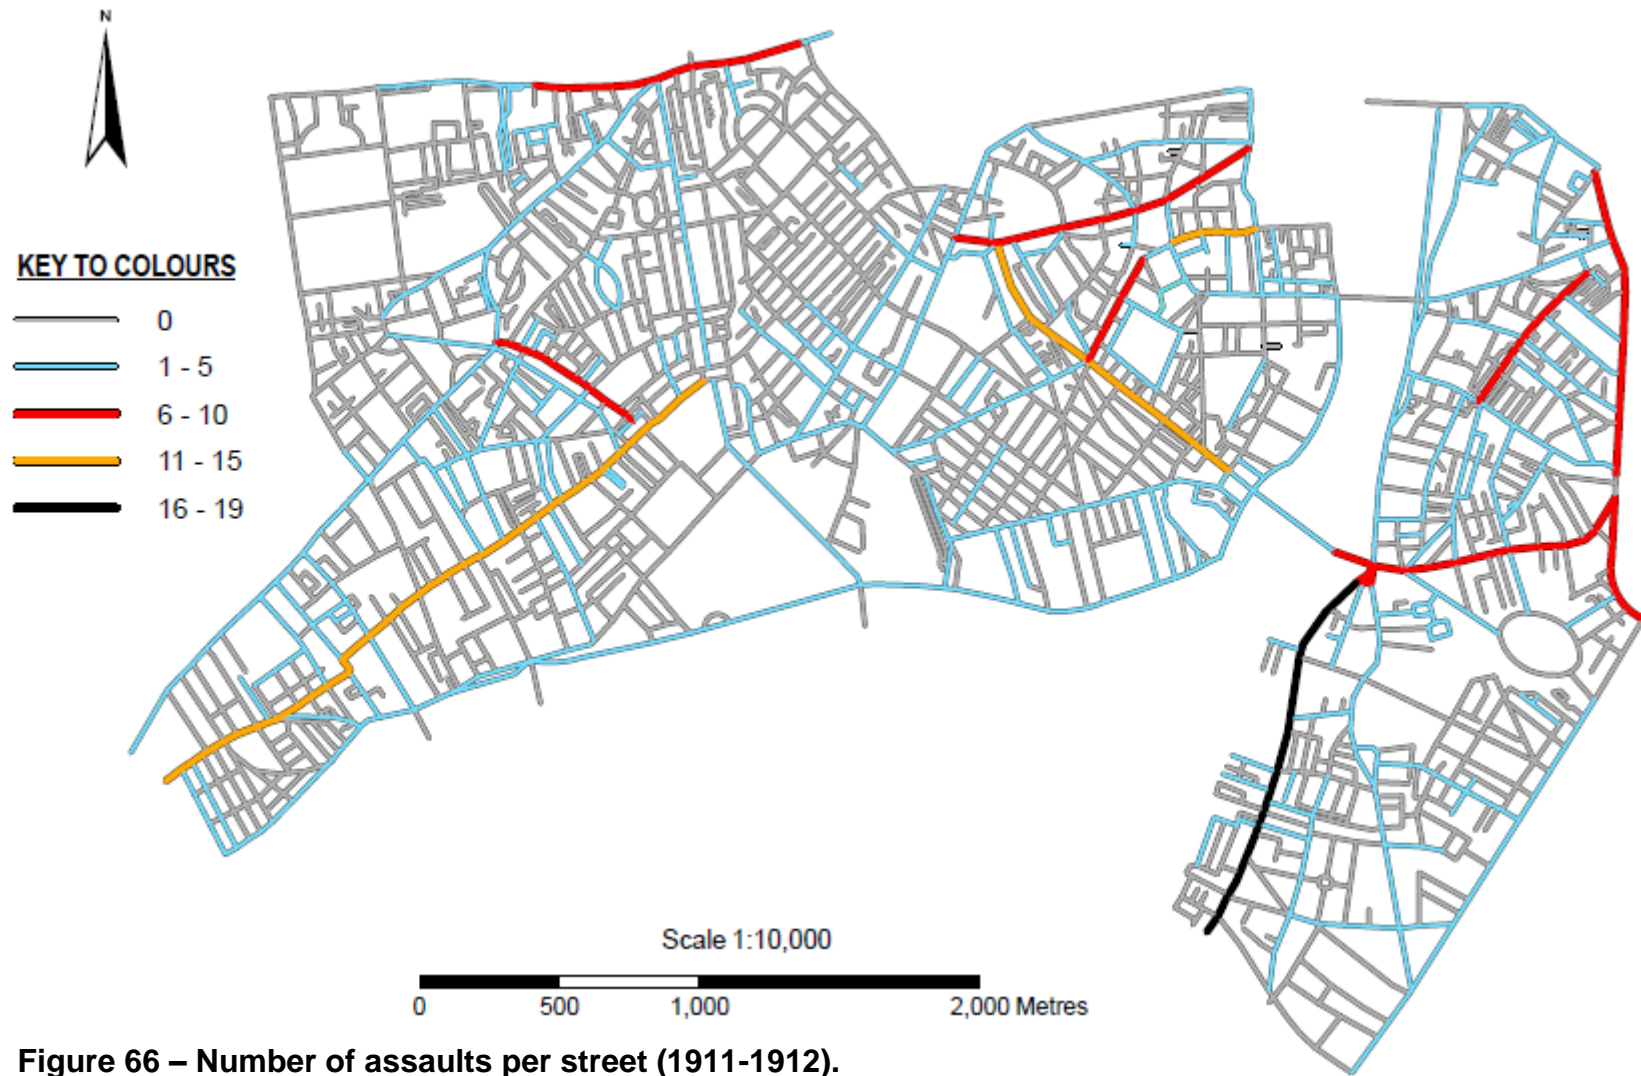 N
KEY TO COLOURS
0
1 - 5
6 - 10
11 - 15
16 - 19
Scale 1:10,000
0 500 1,000 2,000 Metres
Figure 66 – Number of assaults per street (1911-1912).